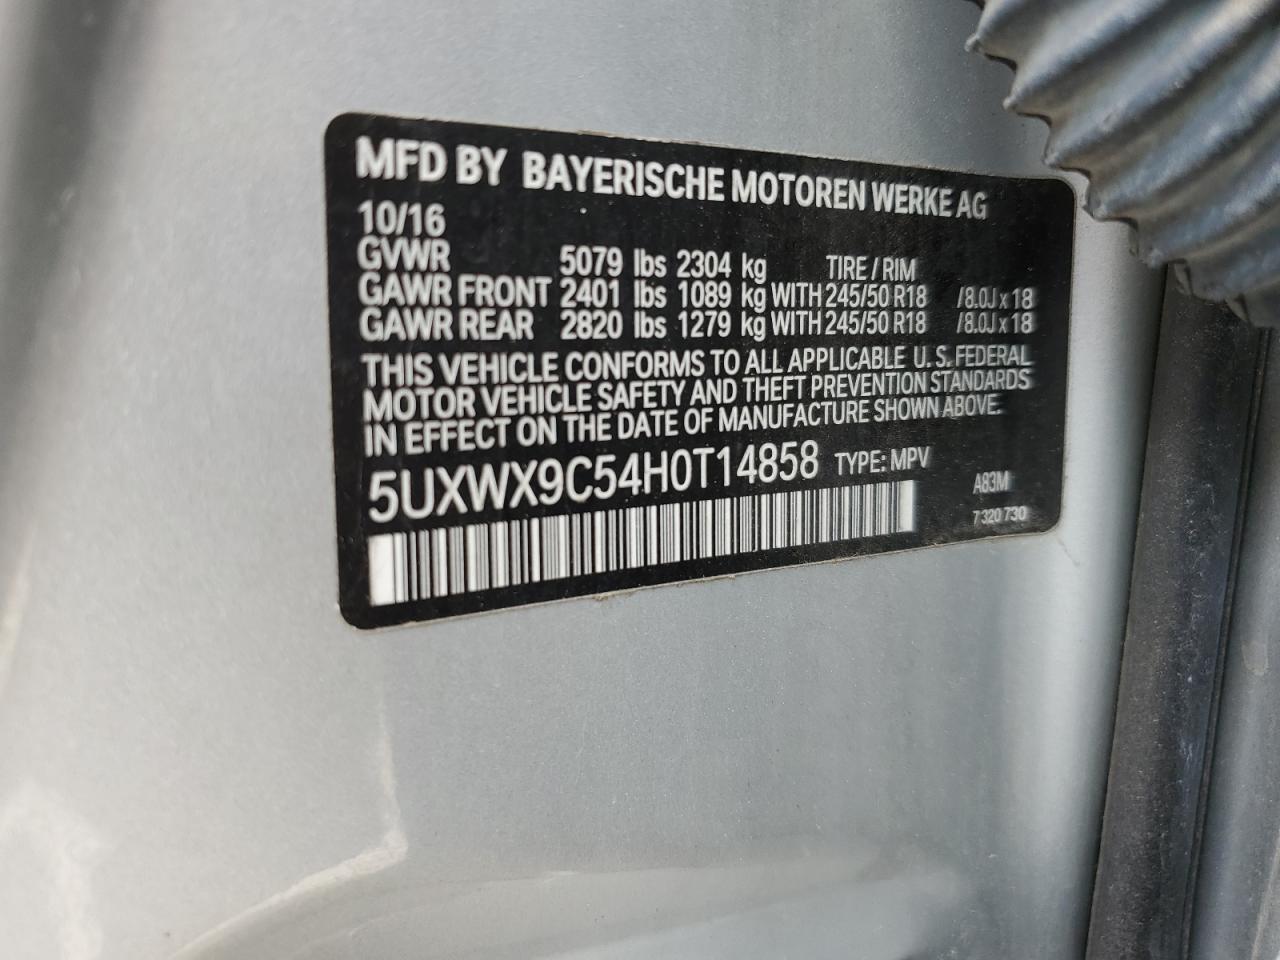 MFD BY BAYERISCHE MOTOREN WERKE AG
10/16
GVWR 5079 lbs 2304 kg TIRE / RIM
GAWR FRONT 2401 lbs 1089 kg WITH 245/50 R18 /8.0J x 18
GAWR REAR 2820 lbs 1279 kg WITH 245/50 R18 /8.0J x 18
THIS VEHICLE CONFORMS TO ALL APPLICABLE U. S. FEDERAL
MOTOR VEHICLE SAFETY AND THEFT PREVENTION STANDARDS
IN EFFECT ON THE DATE OF MANUFACTURE SHOWN ABOVE.
5UXWX9C54H0T14858 TYPE: MPV
A83M
7 320 730